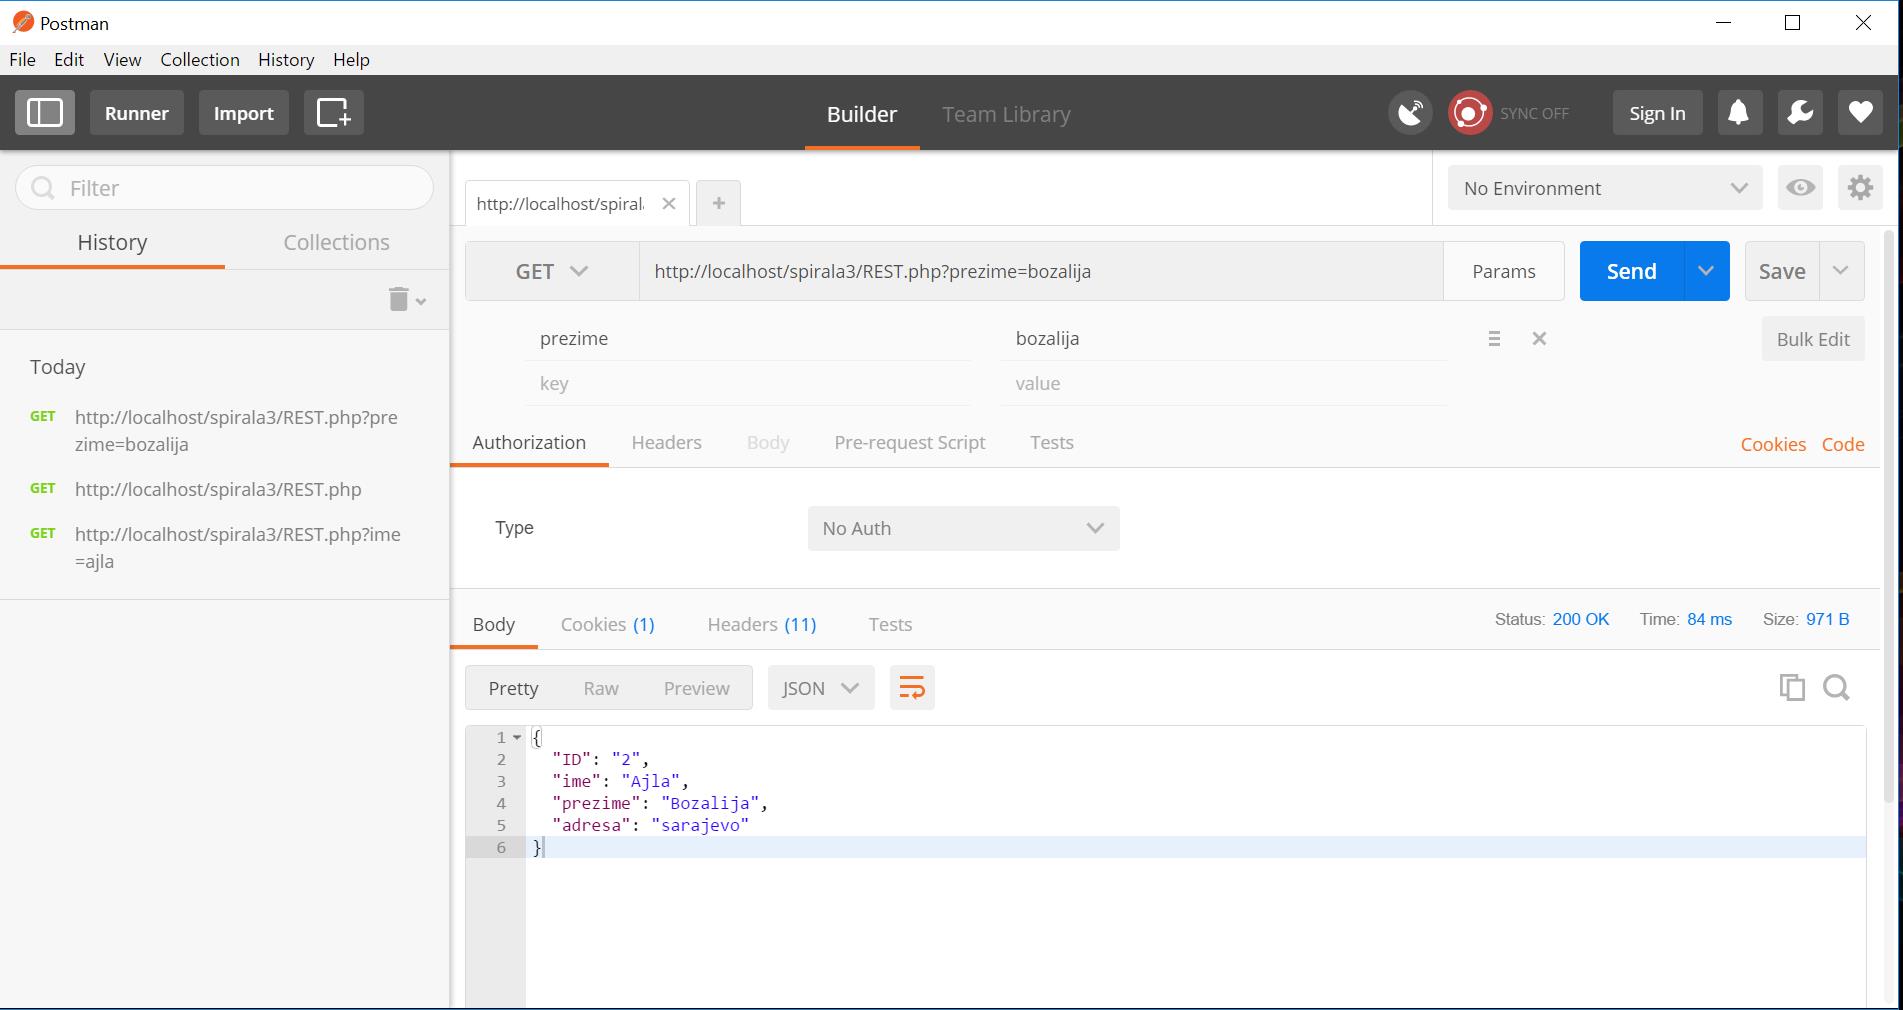 Postman
File Edit View Collection History Help
Runner Import Builder Team Library SYNC OFF Sign In
Filter
History Collections
Today
GET http://localhost/spirala3/REST.php?pre
zime=bozalija
GET http://localhost/spirala3/REST.php
GET http://localhost/spirala3/REST.php?ime
=ajla
http://localhost/spiral
No Environment
GET http://localhost/spirala3/REST.php?prezime=bozalija Params Send Save
prezime bozalija Bulk Edit
key value
Authorization Headers Body Pre-request Script Tests Cookies Code
Type No Auth
Body Cookies (1) Headers (11) Tests Status: 200 OK Time: 84 ms Size: 971 B
Pretty Raw Preview JSON
1 {
2 "ID": "2",
3 "ime": "Ajla",
4 "prezime": "Bozalija",
5 "adresa": "sarajevo"
6 }